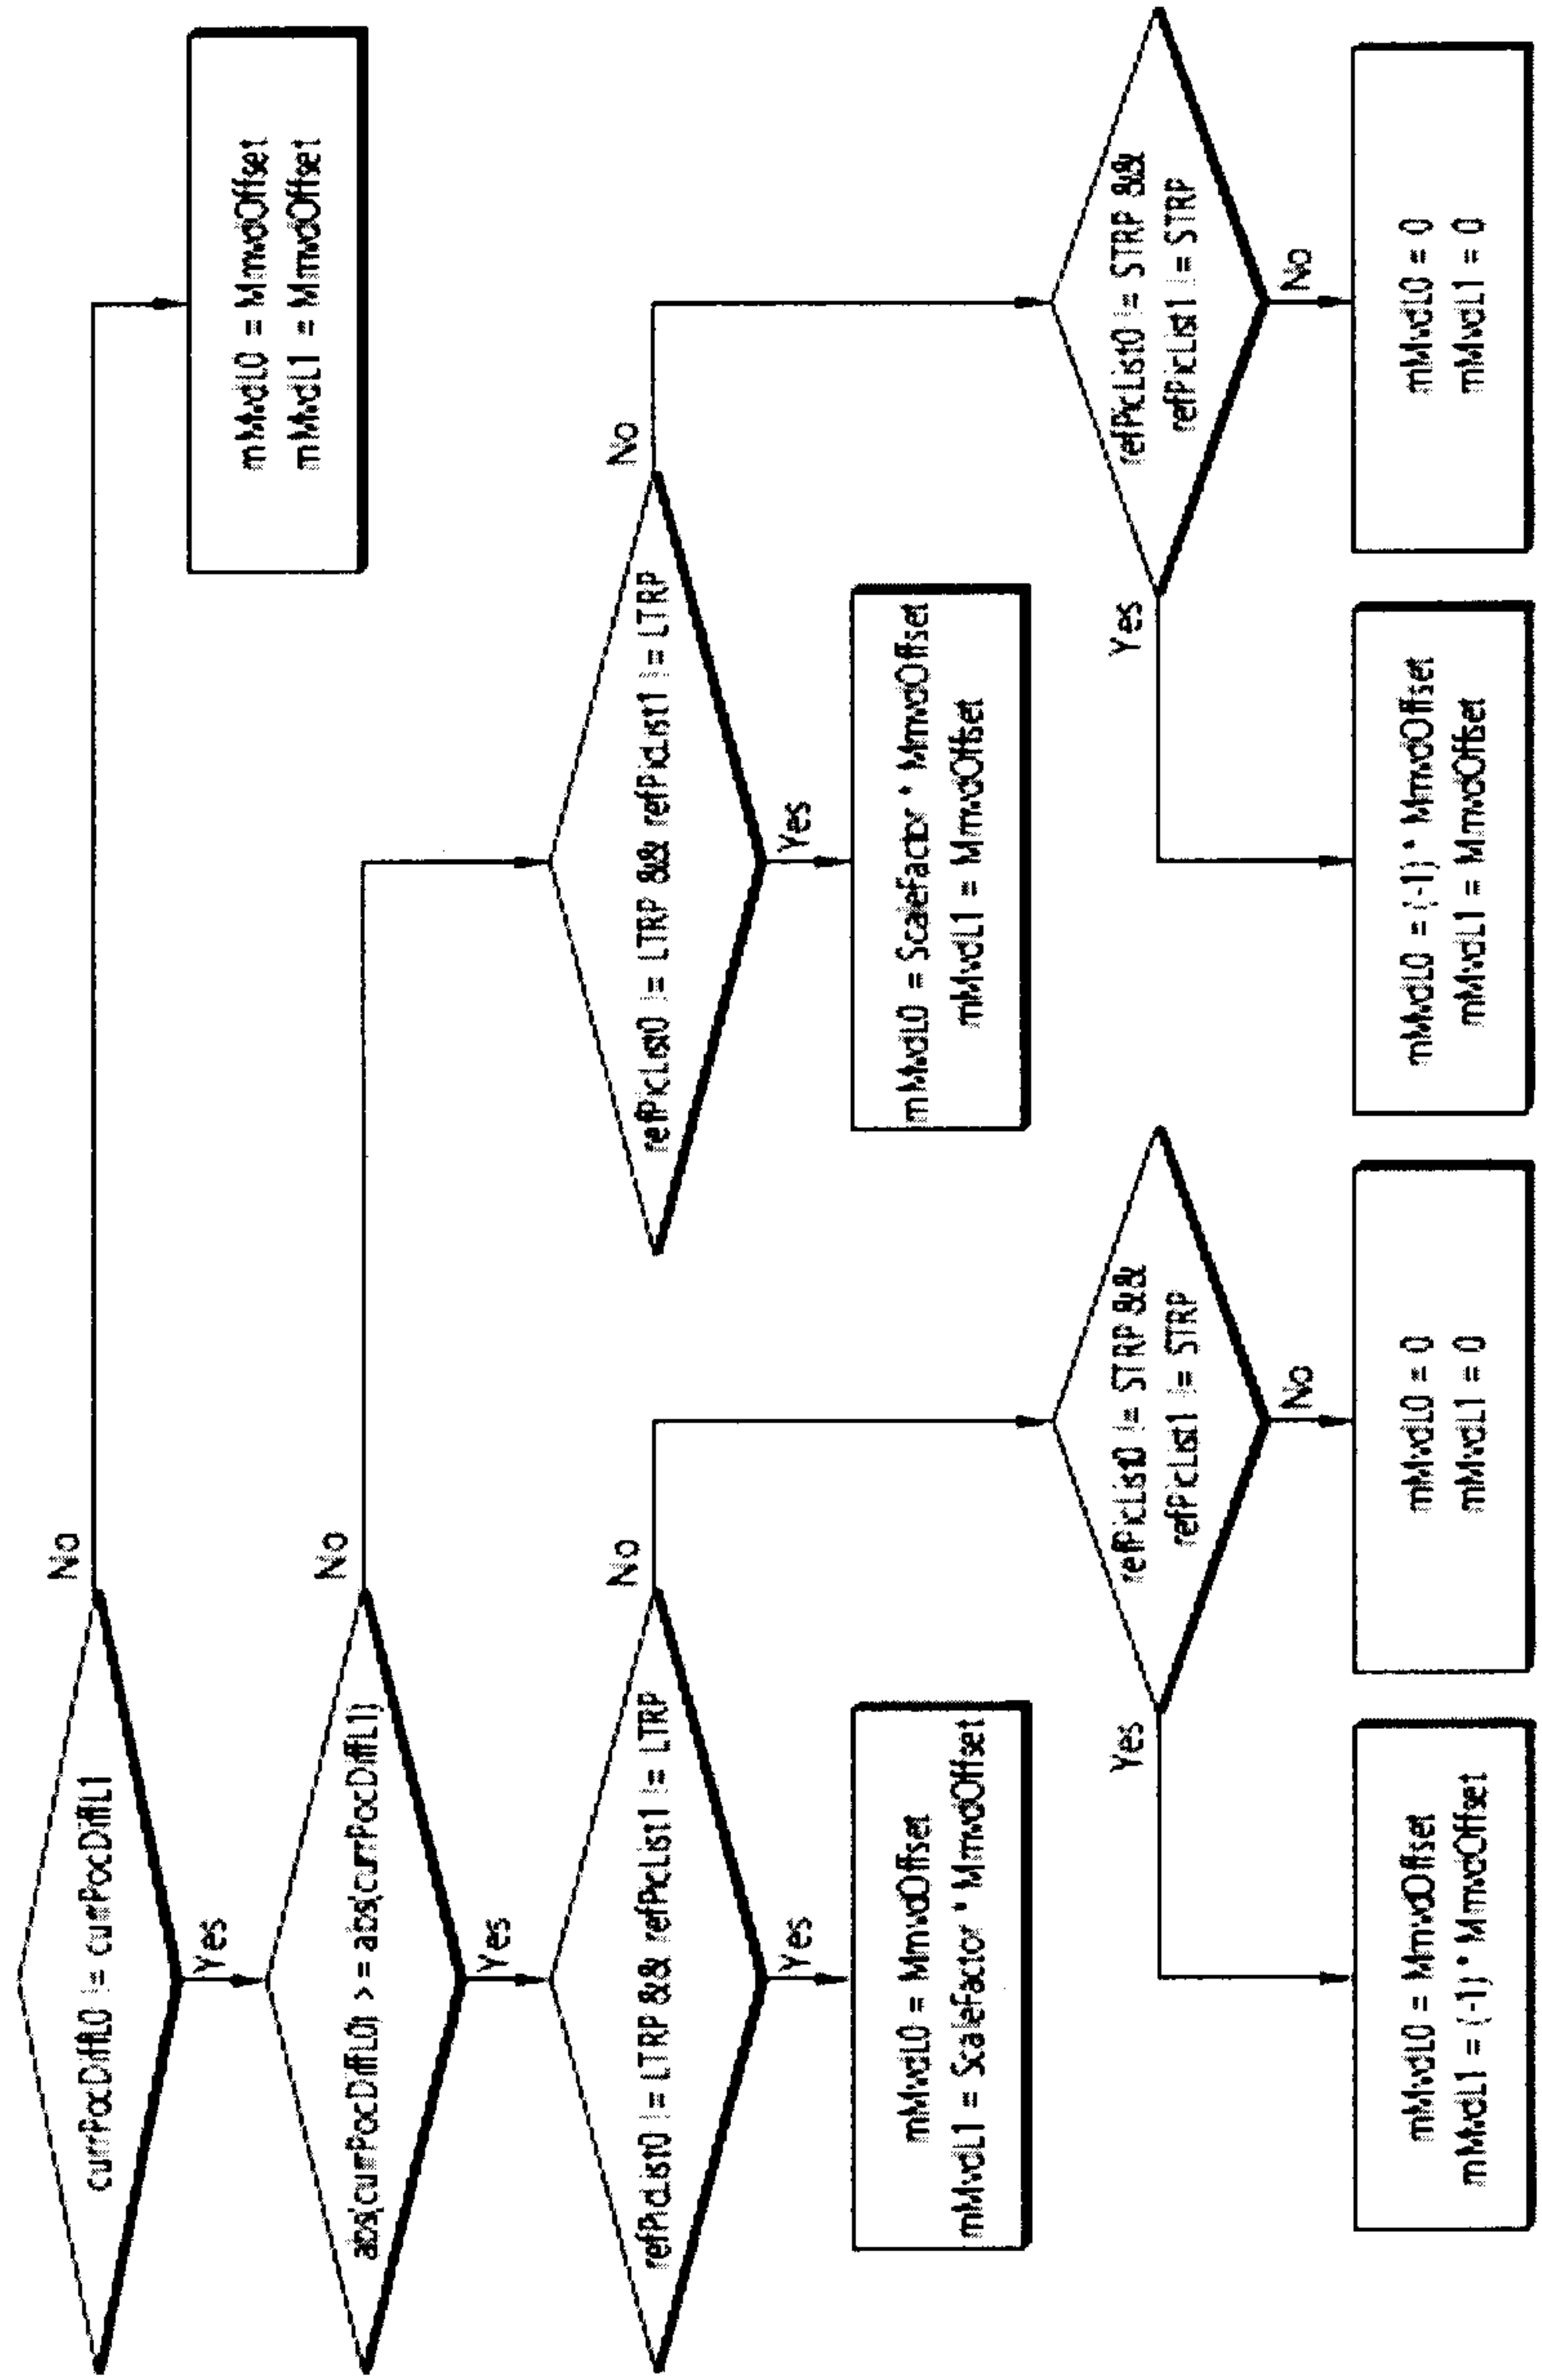 currPocDiffL0 != currPocDiffL1
No
Yes
mMvdL0 = MmvdOffset
mMvdL1 = MmvdOffset
abs(currPocDiffL0) >= abs(currPocDiffL1)
No
Yes
refPicList0 != LTRP && refPicList1 != LTRP
No
Yes
refPicList0 != LTRP && refPicList1 != LTRP
No
Yes
mMvdL0 = MmvdOffset
mMvdL1 = ScaleFactor * MmvdOffset
mMvdL0 = ScaleFactor * MmvdOffset
mMvdL1 = MmvdOffset
Yes
refPicList0 != STRP &&
refPicList1 != STRP
No
Yes
refPicList0 != STRP &&
refPicList1 != STRP
No
mMvdL0 = MmvdOffset
mMvdL1 = (-1) * MmvdOffset
mMvdL0 = 0
mMvdL1 = 0
mMvdL0 = (-1) * MmvdOffset
mMvdL1 = MmvdOffset
mMvdL0 = 0
mMvdL1 = 0